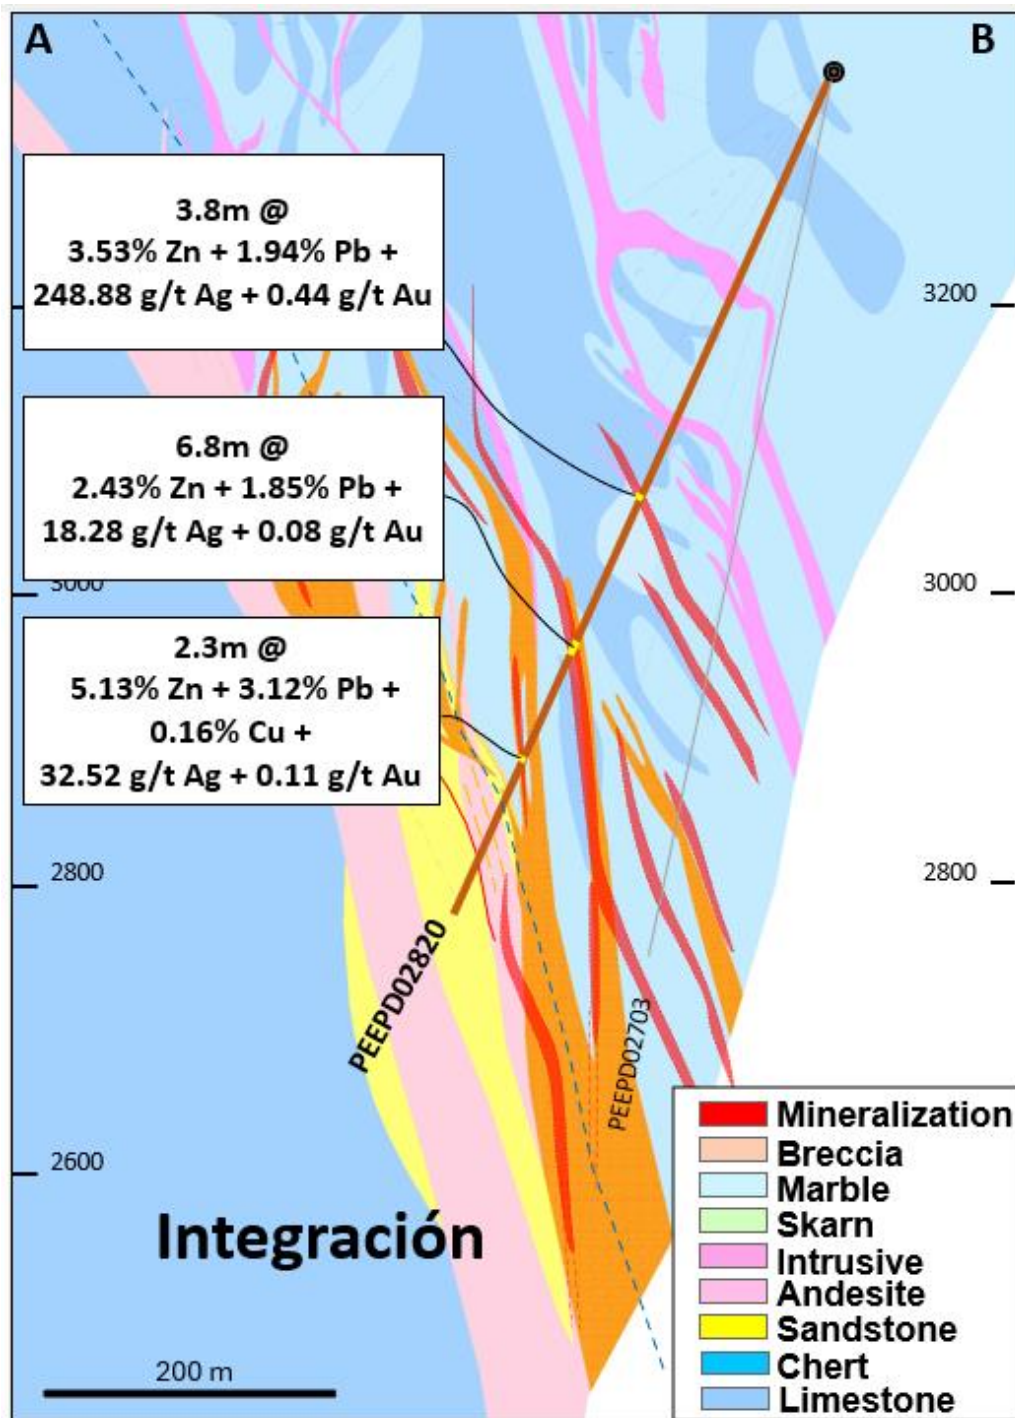 A
B
3.8m @
3.53% Zn + 1.94% Pb +
248.88 g/t Ag + 0.44 g/t Au
3200
6.8m @
2.43% Zn + 1.85% Pb +
18.28 g/t Ag + 0.08 g/t Au
3000
3000
2.3m @
5.13% Zn + 3.12% Pb +
0.16% Cu +
32.52 g/t Ag + 0.11 g/t Au
2800
2800
PEEPD02820
PEEPD02703
2600
Integración
200 m
Mineralization
Breccia
Marble
Skarn
Intrusive
Andesite
Sandstone
Chert
Limestone